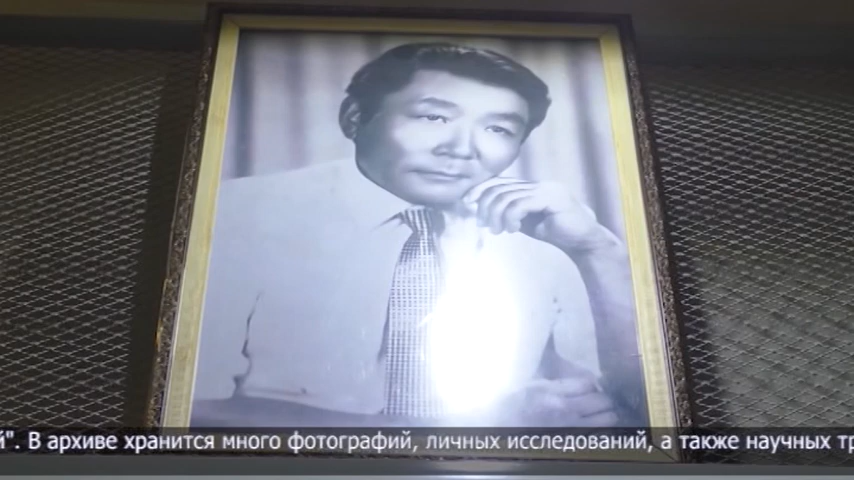 й". В архиве хранится много фотографий, личных исследований, а также научных тр